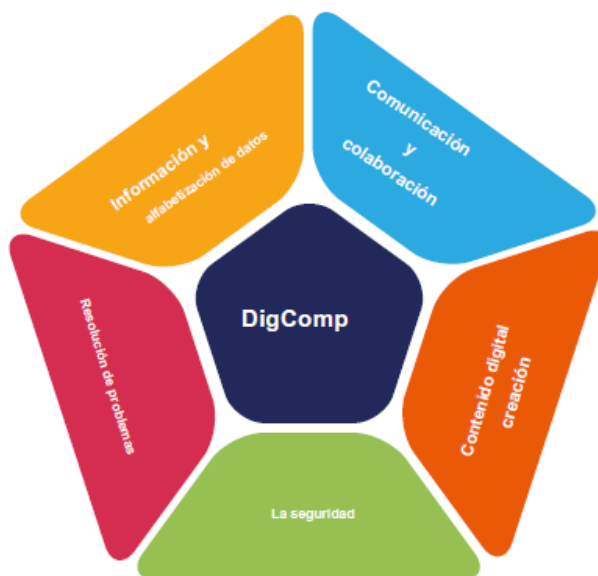 Información y
alfabetización de datos
Comunicación
y
colaboración
DigComp
Resolución de problemas
Contenido digital
creación
La seguridad